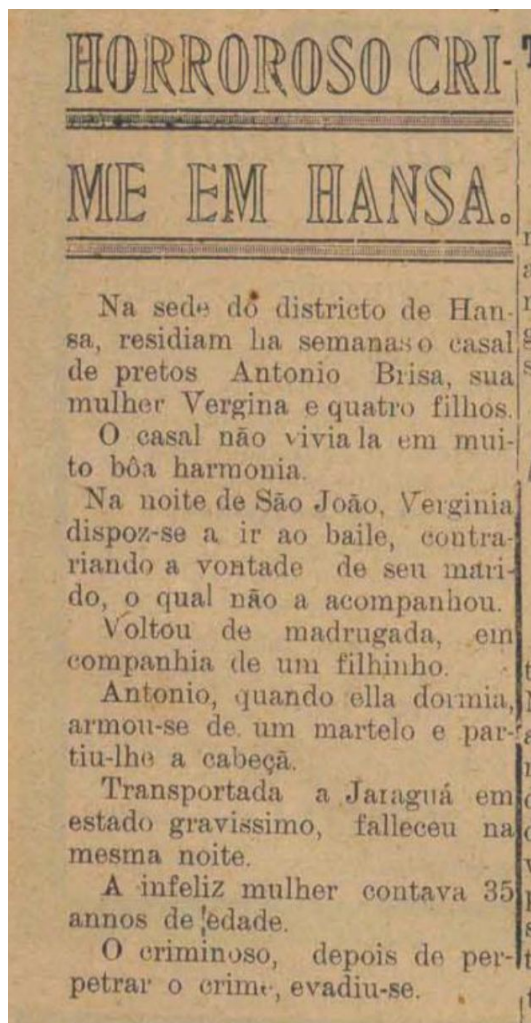 HORROROSO CRI-
ME EM HANSA.
Na sede do districto de Han-
sa, residiam ha semanas o casal
de pretos Antonio Brisa, sua
mulher Vergina e quatro filhos.
O casal não vivia la em mui-
to bôa harmonia.
Na noite de São João, Verginia
dispoz-se a ir ao baile, contra-
riando a vontade de seu mari-
do, o qual não a acompanhou.
Voltou de madrugada, em
companhia de um filhinho.
Antonio, quando ella dormia,
armou-se de um martelo e par-
tiu-lhe a cabeçã.
Transportada a Jaraguá em
estado gravissimo, falleceu na
mesma noite.
A infeliz mulher contava 35
annos de edade.
O criminoso, depois de per-
petrar o crime, evadiu-se.